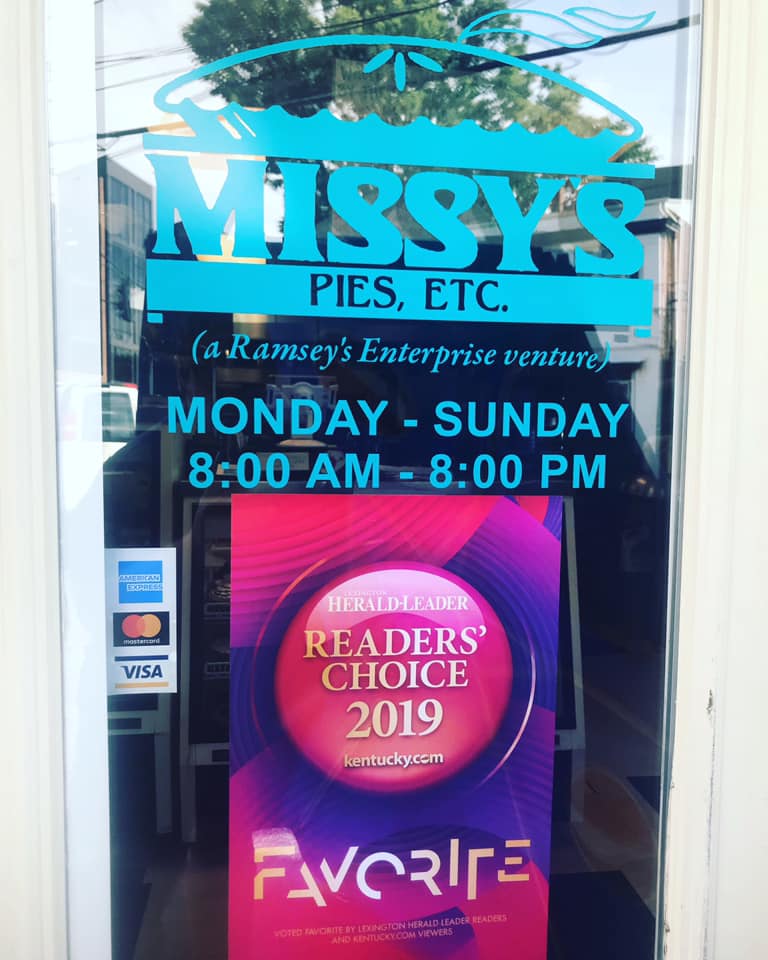 MISSY'S
PIES, ETC.
(a Ramsey's Enterprise venture)
MONDAY - SUNDAY
8:00 AM - 8:00 PM
AMERICAN
EXPRESS
mastercard
VISA
LEXINGTON
HERALD-LEADER
READERS'
CHOICE
2019
kentucky.com
FAVORITE
VOTED FAVORITE BY LEXINGTON HERALD-LEADER READERS
AND KENTUCKY.COM VIEWERS